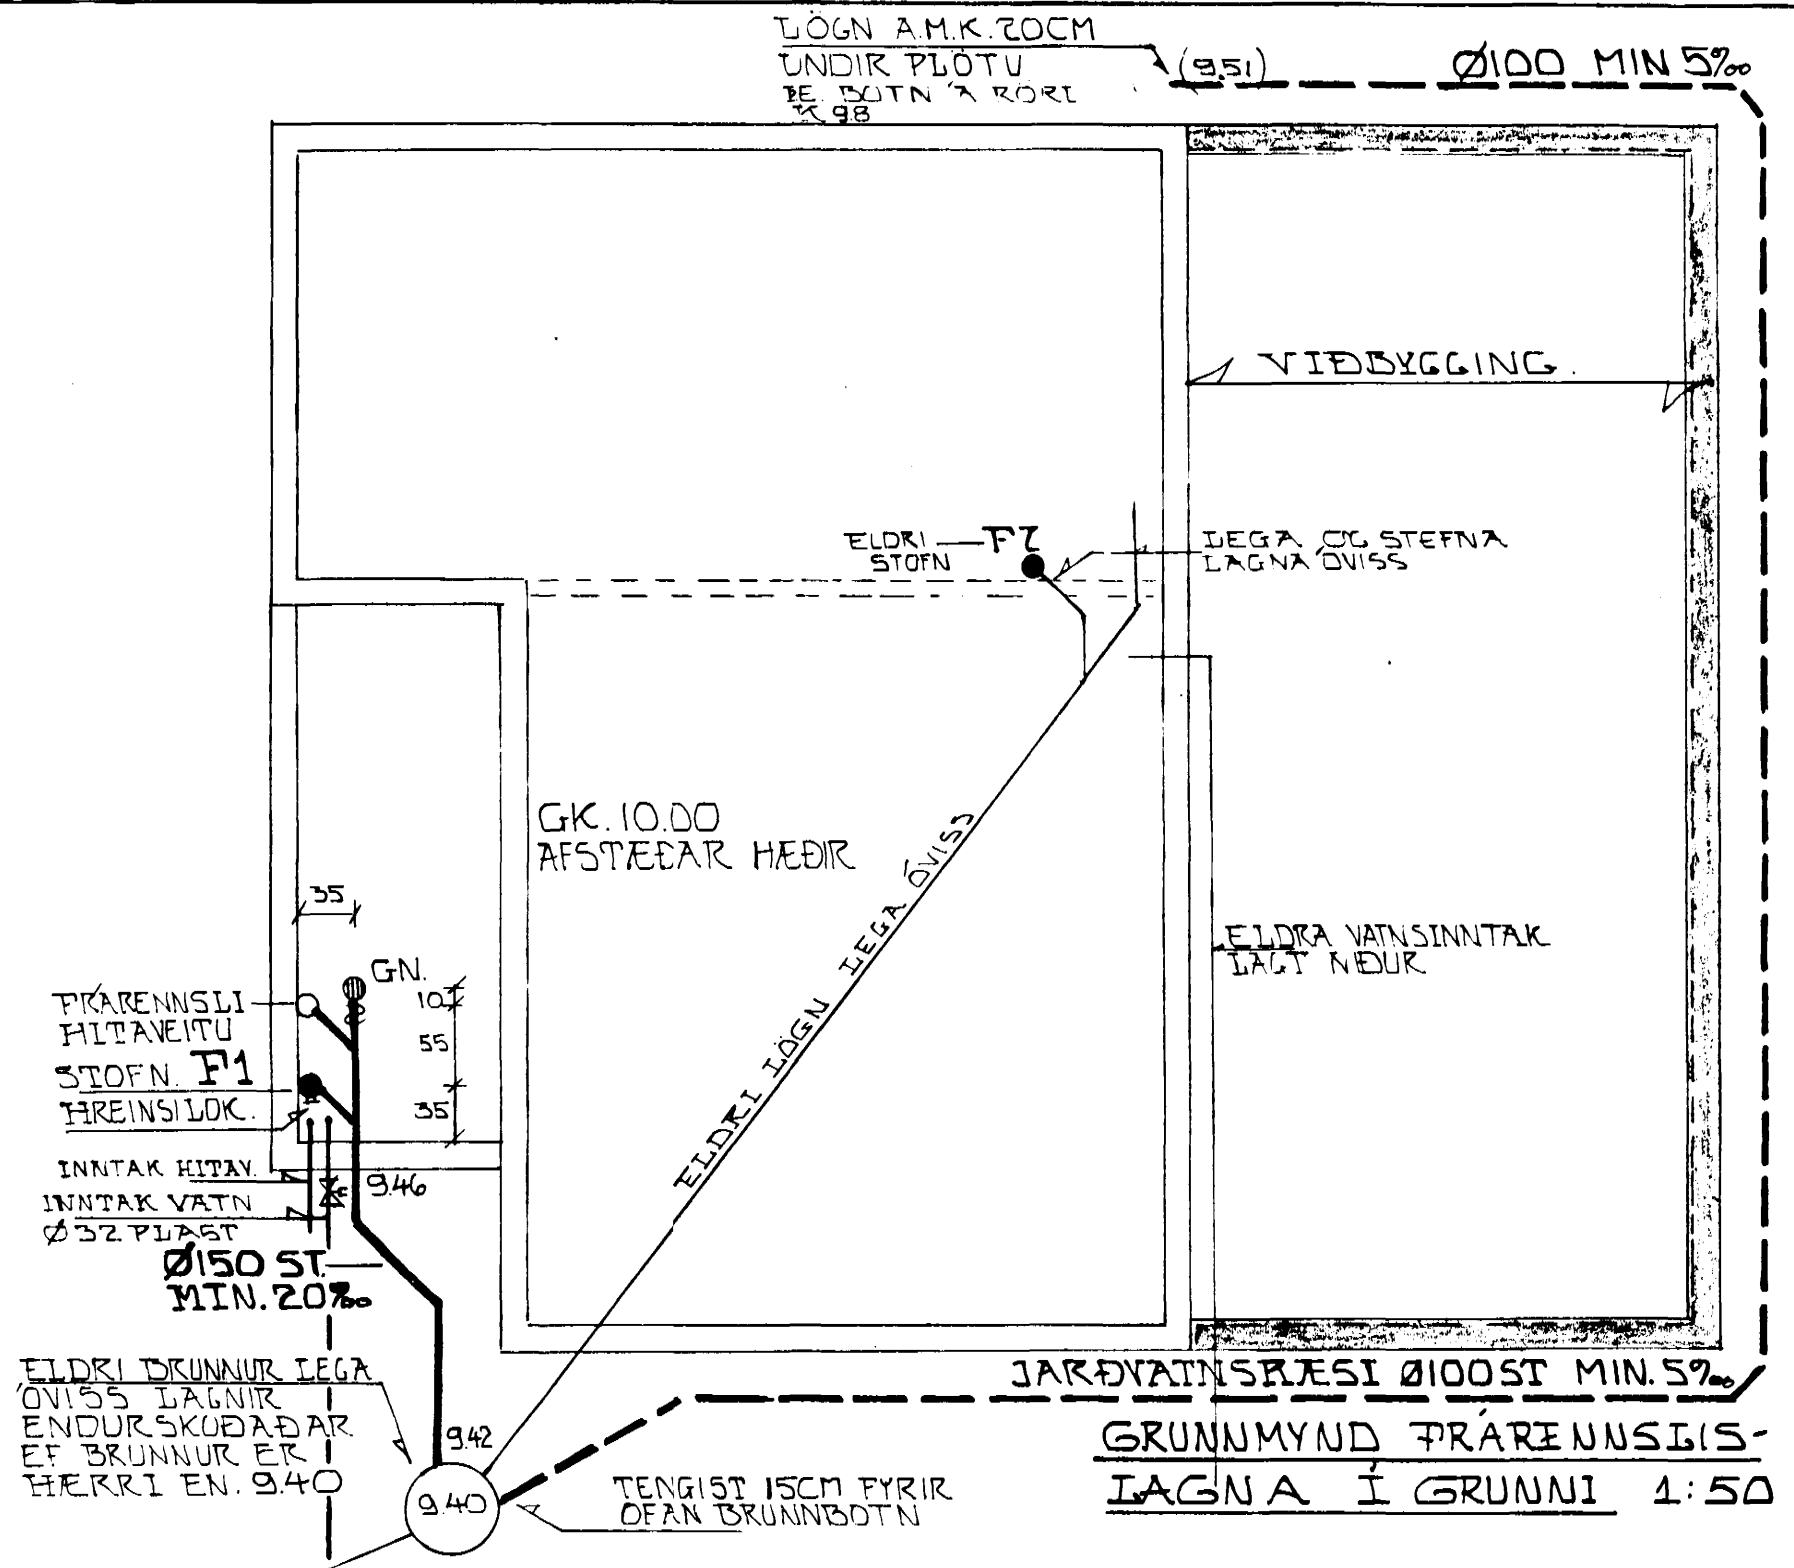 LÖGN A.M.K. 20CM
UNDIR PLÖTU
ÞE. BOTN Á RÖRI
K 9.8
(9.51)
Ø100 MIN 5‰
VIÐBYGGING.
ELDRI
STOFN
F2
LEGA OG STEFNA
LAGNA ÓVISS
GK. 10.00
AFSTÆÐAR HÆÐIR
ELDRI LÖGN LEGA ÓVISS
ELDRA VATNSINNTAK
LAGT NIÐUR
35
GN.
10
55
35
FRÁRENNSLI
HITAVEITU
STOFN. F1
HREINSILOK.
INNTAK HITAV.
INNTAK VATN
Ø32 PLAST
9.46
Ø150 ST.
MIN. 20‰
ELDRI BRUNNUR LEGA
ÓVISS LAGNIR
ENDURSKOÐAÐAR
EF BRUNNUR ER
HÆRRI EN. 9.40
9.42
9.40
TENGIST 15CM FYRIR
OFAN BRUNNBOTN
JARÐVATNSRÆSI Ø100ST MIN. 5‰
GRUNNMYND FRÁRENNSLIS-
LAGNA Í GRUNNI 1:50